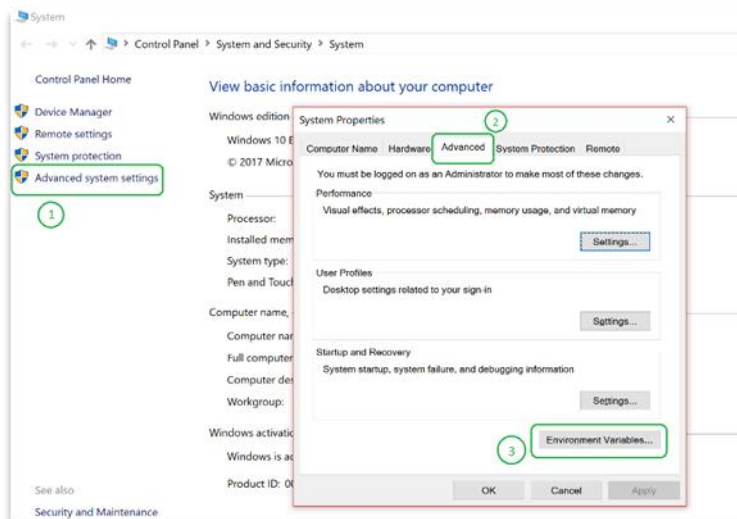 System
Control Panel > System and Security > System
Control Panel Home
Device Manager
Remote settings
System protection
Advanced system settings
1
See also
Security and Maintenance
View basic information about your computer
Windows edition
Windows 10 E
© 2017 Micro
System
Processor:
Installed mem
System type:
Pen and Touch
Computer name,
Computer nar
Full computer
Computer des
Workgroup:
Windows activatic
Windows is ac
Product ID: 00
System Properties
2
Computer Name Hardware Advanced System Protection Remote
You must be logged on as an Administrator to make most of these changes.
Performance
Visual effects, processor scheduling, memory usage, and virtual memory
Settings...
User Profiles
Desktop settings related to your sign-in
Settings...
Startup and Recovery
System startup, system failure, and debugging information
Settings...
3
Environment Variables...
OK Cancel Apply